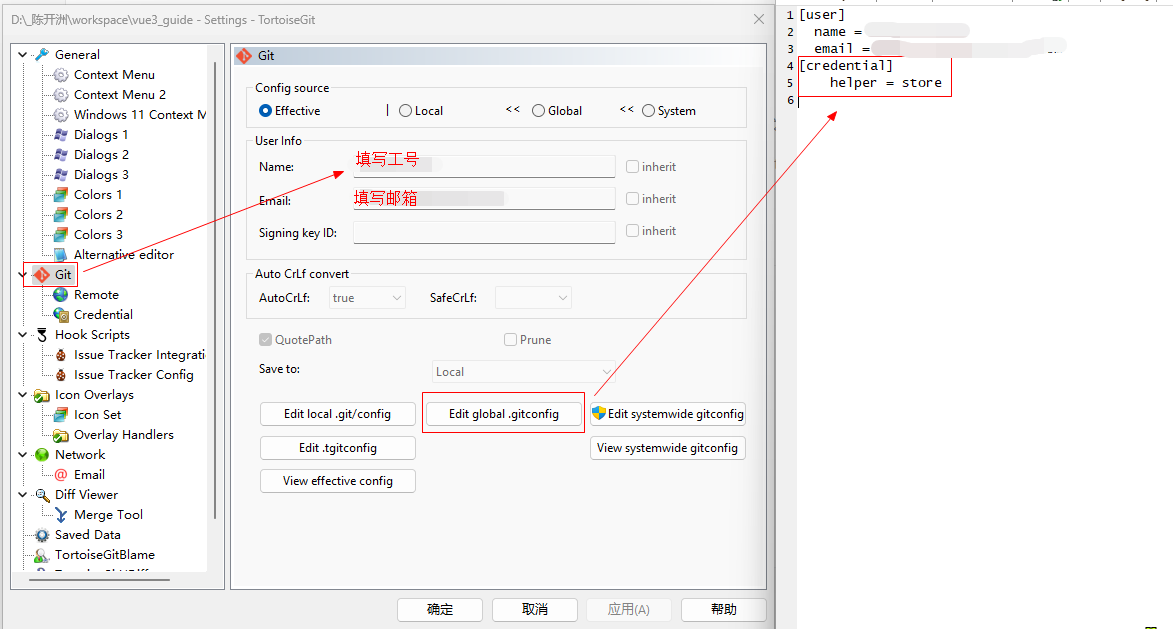 D:\_陈开洲\workspace\vue3_guide - Settings - TortoiseGit
General
Context Menu
Context Menu 2
Windows 11 Context M
Dialogs 1
Dialogs 2
Dialogs 3
Colors 1
Colors 2
Colors 3
Alternative editor
Git
Remote
Credential
Hook Scripts
Issue Tracker Integrati
Issue Tracker Config
Icon Overlays
Icon Set
Overlay Handlers
Network
Email
Diff Viewer
Merge Tool
Saved Data
TortoiseGitBlame
Git
Config source
Effective | Local << Global << System
User Info
Name: 填写工号 inherit
Email: 填写邮箱 inherit
Signing key ID: inherit
Auto CrLf convert
AutoCrLf: true SafeCrLf:
QuotePath Prune
Save to: Local
Edit local .git/config Edit global .gitconfig Edit systemwide gitconfig
Edit .tgitconfig View systemwide gitconfig
View effective config
确定 取消 应用(A) 帮助
1 [user]
2 name =
3 email =
4 [credential]
5 helper = store
6